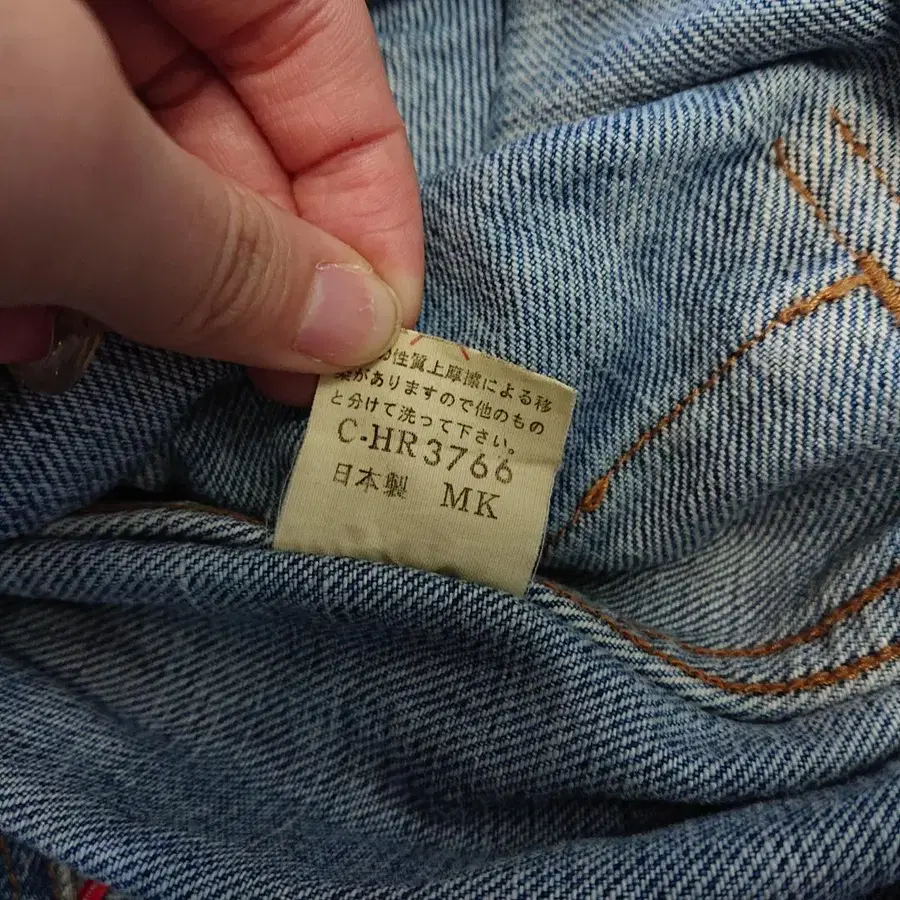 性質上摩擦による移
染がありますので他のもの
と分けて洗って下さい。
C-HR3766
日本製 MK